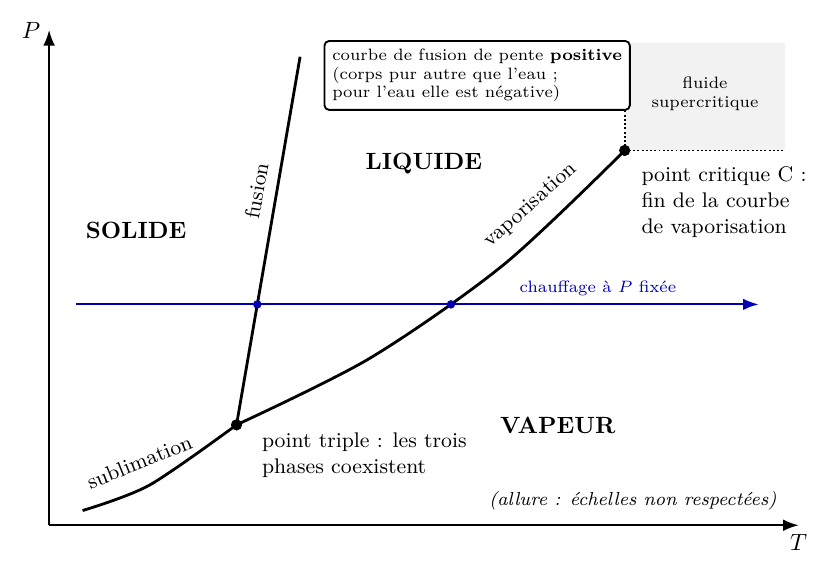 P
courbe de fusion de pente positive
(corps pur autre que l'eau ;
pour l'eau elle est négative)
fluide
supercritique
LIQUIDE
fusion
vaporisation
point critique C :
fin de la courbe
de vaporisation
SOLIDE
chauffage à P fixée
VAPEUR
point triple : les trois
phases coexistent
sublimation
(allure : échelles non respectées)
T